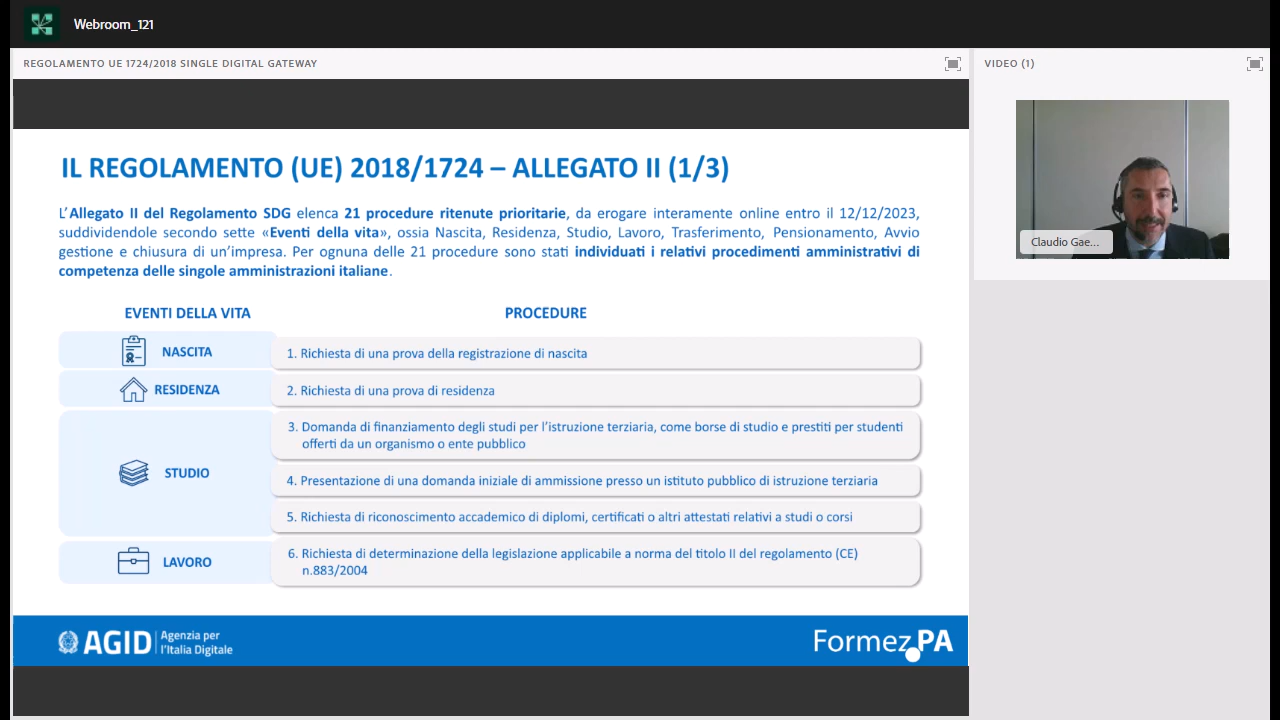 Webroom_121
REGOLAMENTO UE 1724/2018 SINGLE DIGITAL GATEWAY
VIDEO (1)
IL REGOLAMENTO (UE) 2018/1724 – ALLEGATO II (1/3)
L'Allegato II del Regolamento SDG elenca 21 procedure ritenute prioritarie, da erogare interamente online entro il 12/12/2023,
suddividendole secondo sette «Eventi della vita», ossia Nascita, Residenza, Studio, Lavoro, Trasferimento, Pensionamento, Avvio
gestione e chiusura di un'impresa. Per ognuna delle 21 procedure sono stati individuati i relativi procedimenti amministrativi di
competenza delle singole amministrazioni italiane.
EVENTI DELLA VITA
PROCEDURE
NASCITA
1. Richiesta di una prova della registrazione di nascita
RESIDENZA
2. Richiesta di una prova di residenza
STUDIO
3. Domanda di finanziamento degli studi per l'istruzione terziaria, come borse di studio e prestiti per studenti
offerti da un organismo o ente pubblico
4. Presentazione di una domanda iniziale di ammissione presso un istituto pubblico di istruzione terziaria
5. Richiesta di riconoscimento accademico di diplomi, certificati o altri attestati relativi a studi o corsi
LAVORO
6. Richiesta di determinazione della legislazione applicabile a norma del titolo II del regolamento (CE)
n.883/2004
AGID
Agenzia per
l'Italia Digitale
Formez PA
Claudio Gae...